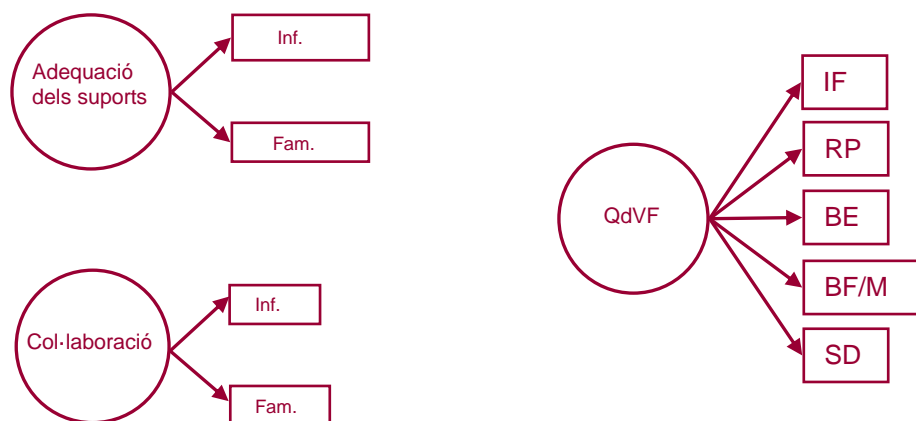 Adequació
dels suports
Inf.
Fam.
Col·laboració
Inf.
Fam.
QdVF
IF
RP
BE
BF/M
SD